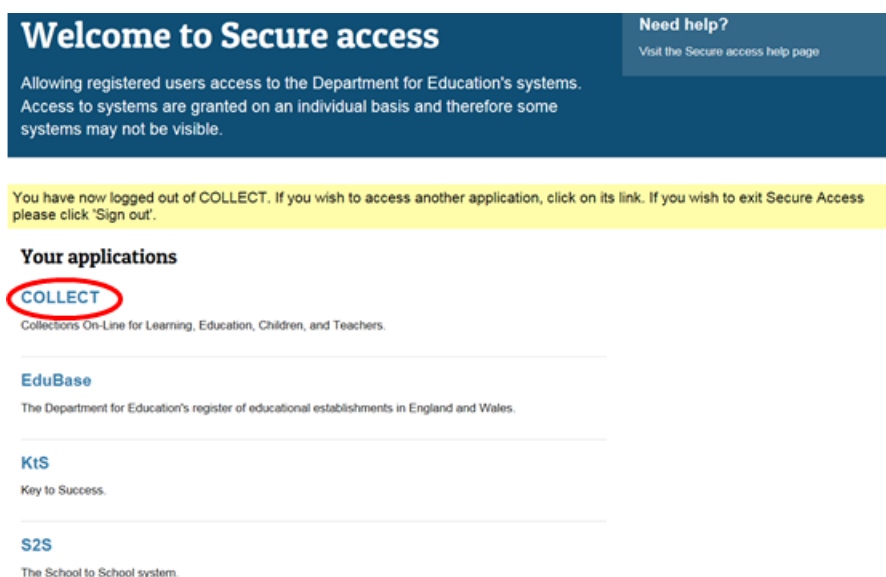 Welcome to Secure access
Allowing registered users access to the Department for Education's systems.
Access to systems are granted on an individual basis and therefore some
systems may not be visible.
Need help?
Visit the Secure access help page
You have now logged out of COLLECT. If you wish to access another application, click on its link. If you wish to exit Secure Access
please click 'Sign out'.
Your applications
COLLECT
Collections On-Line for Learning, Education, Children, and Teachers.
EduBase
The Department for Education's register of educational establishments in England and Wales.
KtS
Key to Success.
S2S
The School to School system.